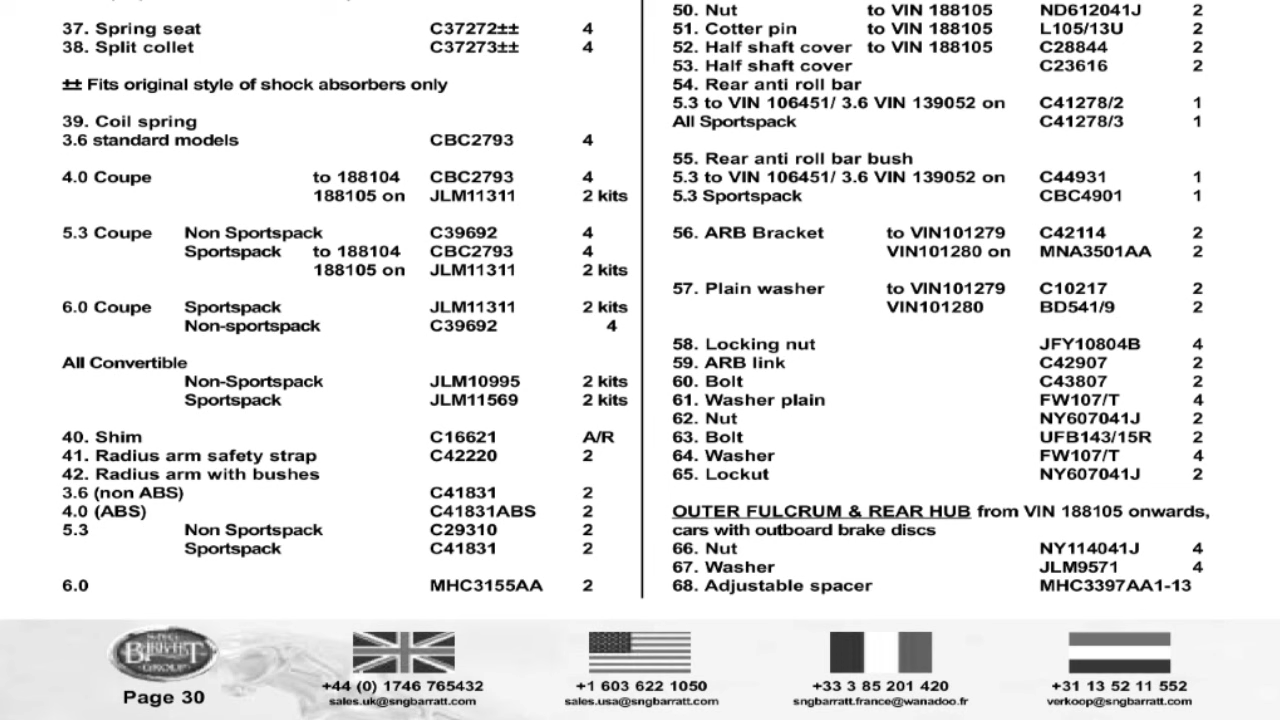 37. Spring seat C37272±± 4
38. Split collet C37273±± 4
±± Fits original style of shock absorbers only
39. Coil spring
3.6 standard models CBC2793 4
4.0 Coupe to 188104 CBC2793 4
188105 on JLM11311 2 kits
5.3 Coupe Non Sportspack C39692 4
Sportspack to 188104 CBC2793 4
188105 on JLM11311 2 kits
6.0 Coupe Sportspack JLM11311 2 kits
Non-sportspack C39692 4
All Convertible
Non-Sportspack JLM10995 2 kits
Sportspack JLM11569 2 kits
40. Shim C16621 A/R
41. Radius arm safety strap C42220 2
42. Radius arm with bushes
3.6 (non ABS) C41831 2
4.0 (ABS) C41831ABS 2
5.3 Non Sportspack C29310 2
Sportspack C41831 2
6.0 MHC3155AA 2
50. Nut to VIN 188105 ND612041J 2
51. Cotter pin to VIN 188105 L105/13U 2
52. Half shaft cover to VIN 188105 C28844 2
53. Half shaft cover C23616 2
54. Rear anti roll bar
5.3 to VIN 106451/ 3.6 VIN 139052 on C41278/2 1
All Sportspack C41278/3 1
55. Rear anti roll bar bush
5.3 to VIN 106451/ 3.6 VIN 139052 on C44931 1
5.3 Sportspack CBC4901 1
56. ARB Bracket to VIN101279 C42114 2
VIN101280 on MNA3501AA 2
57. Plain washer to VIN101279 C10217 2
VIN101280 BD541/9 2
58. Locking nut JFY10804B 4
59. ARB link C42907 2
60. Bolt C43807 2
61. Washer plain FW107/T 4
62. Nut NY607041J 2
63. Bolt UFB143/15R 2
64. Washer FW107/T 4
65. Lockut NY607041J 2
OUTER FULCRUM & REAR HUB from VIN 188105 onwards,
cars with outboard brake discs
66. Nut NY114041J 4
67. Washer JLM9571 4
68. Adjustable spacer MHC3397AA1-13
SNG
BARRATT
GROUP
Page 30
+44 (0) 1746 765432
sales.uk@sngbarratt.com
+1 603 622 1050
sales.usa@sngbarratt.com
+33 3 85 201 420
sngbarratt.france@wanadoo.fr
+31 13 52 11 552
verkoop@sngbarratt.com